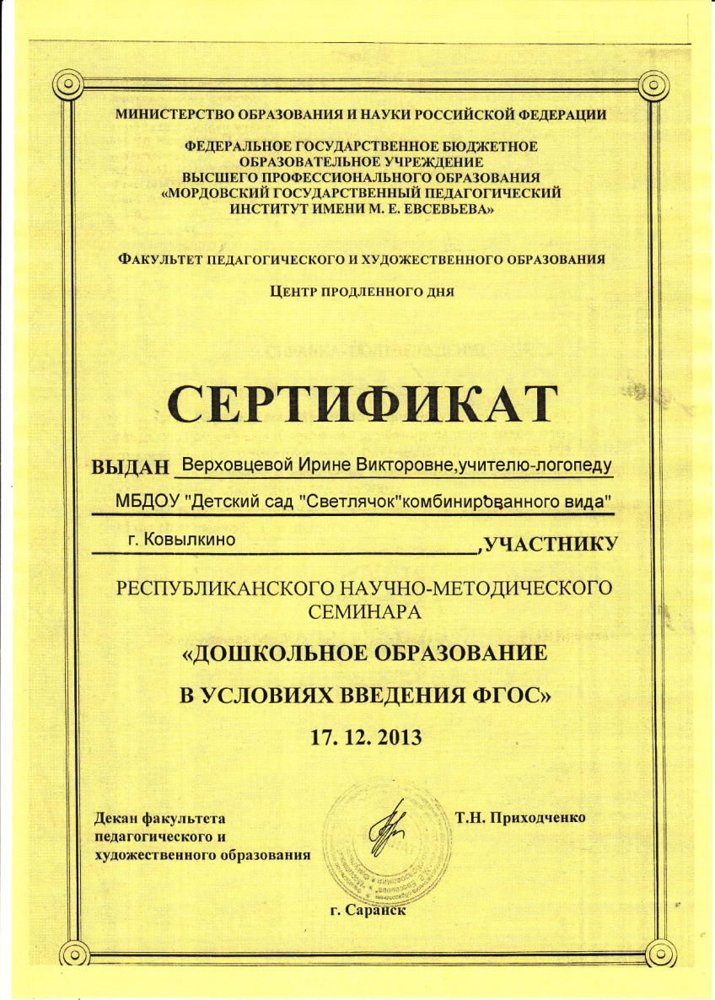 МИНИСТЕРСТВО ОБРАЗОВАНИЯ И НАУКИ РОССИЙСКОЙ ФЕДЕРАЦИИ
ФЕДЕРАЛЬНОЕ ГОСУДАРСТВЕННОЕ БЮДЖЕТНОЕ
ОБРАЗОВАТЕЛЬНОЕ УЧРЕЖДЕНИЕ
ВЫСШЕГО ПРОФЕССИОНАЛЬНОГО ОБРАЗОВАНИЯ
«МОРДОВСКИЙ ГОСУДАРСТВЕННЫЙ ПЕДАГОГИЧЕСКИЙ
ИНСТИТУТ ИМЕНИ М. Е. ЕВСЕВЬЕВА»
ФАКУЛЬТЕТ ПЕДАГОГИЧЕСКОГО И ХУДОЖЕСТВЕННОГО ОБРАЗОВАНИЯ
ЦЕНТР ПРОДЛЕННОГО ДНЯ
СЕРТИФИКАТ
ВЫДАН Верховцевой Ирине Викторовне,учителю-логопеду
МБДОУ "Детский сад "Светлячок"комбинированного вида"
г. Ковылкино ,УЧАСТНИКУ
РЕСПУБЛИКАНСКОГО НАУЧНО-МЕТОДИЧЕСКОГО
СЕМИНАРА
«ДОШКОЛЬНОЕ ОБРАЗОВАНИЕ
В УСЛОВИЯХ ВВЕДЕНИЯ ФГОС»
17. 12. 2013
Декан факультета
педагогического и
художественного образования
Т.Н. Приходченко
г. Саранск